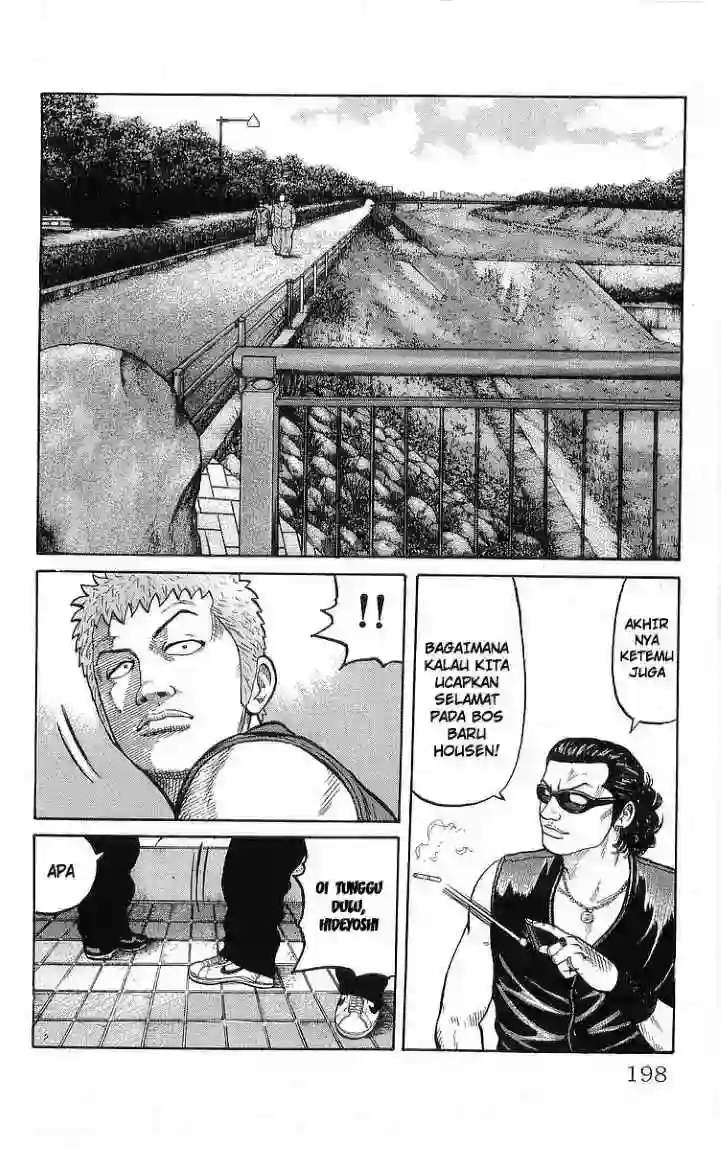 AKHIR
NYA
KETEMU
JUGA
BAGAIMANA
KALAU KITA
UCAPKAN
SELAMAT
PADA BOS
BARU
HOUSEN!
!!
OI TUNGGU
DULU,
HIDEYOSHI
APA
198